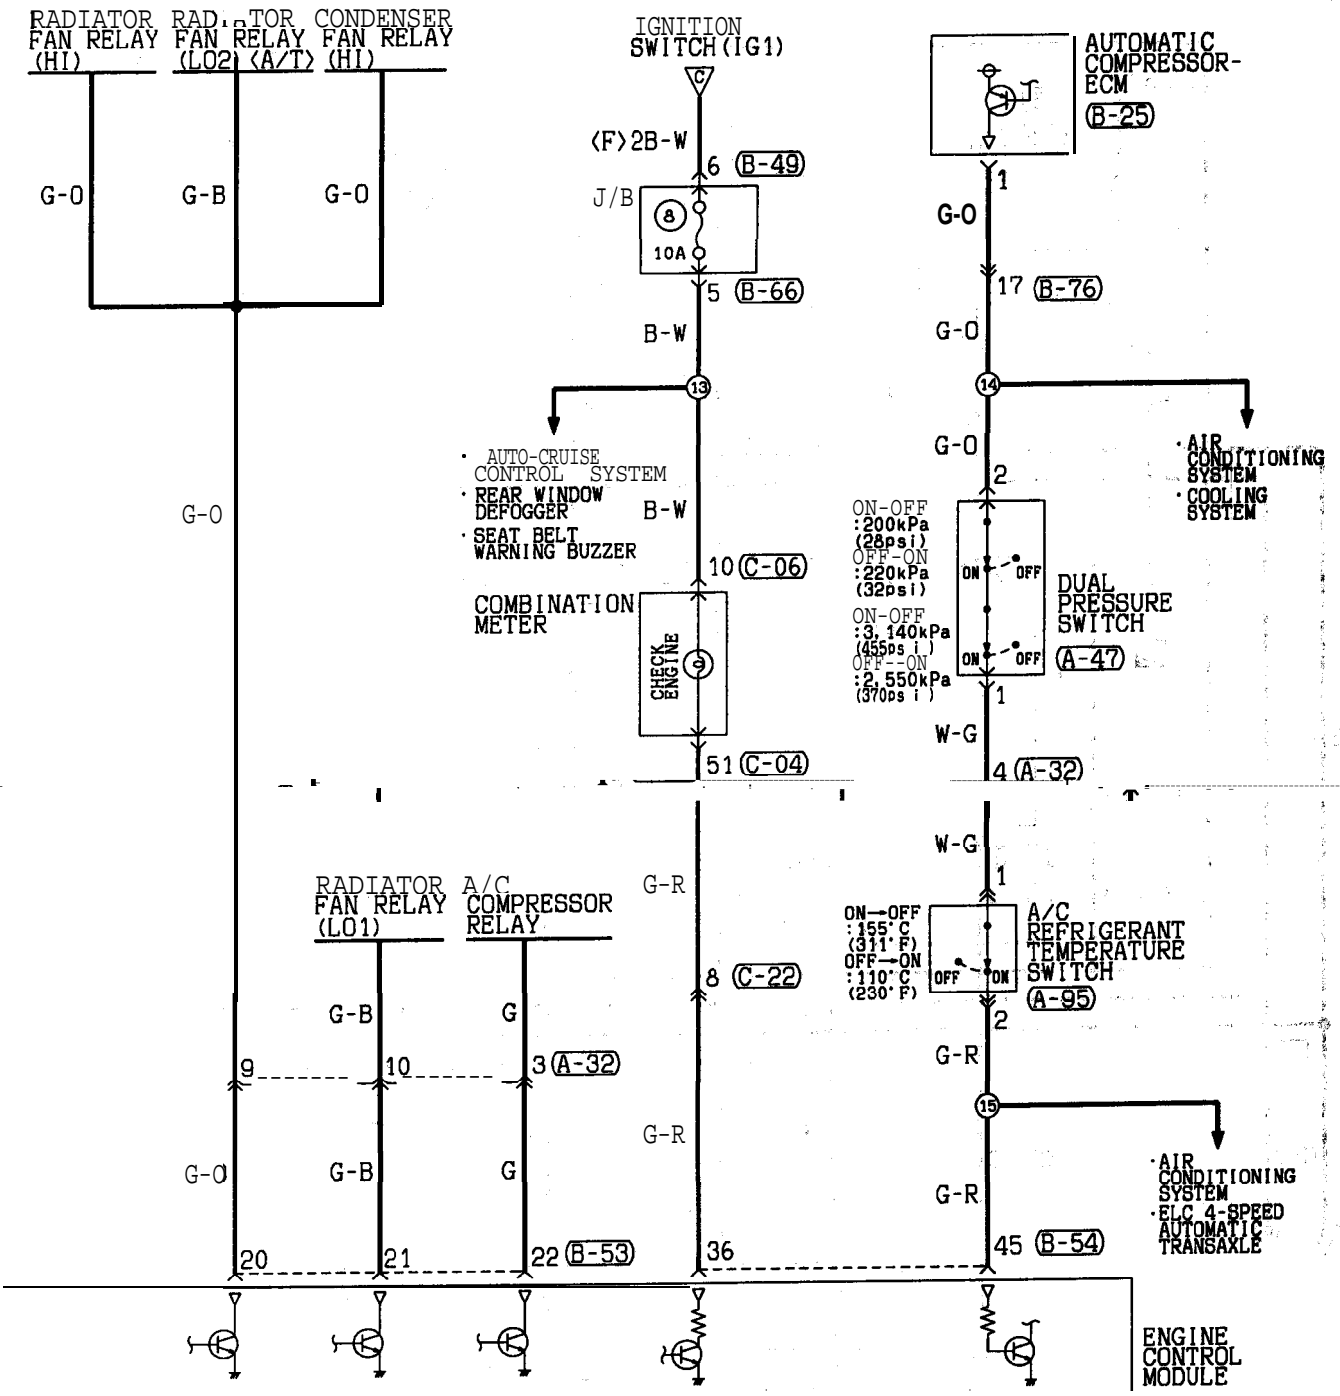 RADIATOR
FAN RELAY
(HI)
FAN RELAY
(LO2) <A/T>
CONDENSER
FAN RELAY
(HI)
G-O
G-B
G-O
G-O
IGNITION
SWITCH(IG1)
C
<F>2B-W
6 (B-49)
J/B
8
10A
5 (B-66)
B-W
13
· AUTO-CRUISE
CONTROL SYSTEM
· REAR WINDOW
DEFOGGER
· SEAT BELT
WARNING BUZZER
B-W
10 (C-06)
COMBINATION
METER
CHECK
ENGINE
51 (C-04)
AUTOMATIC
COMPRESSOR-
ECM
(B-25)
1
G-O
17 (B-76)
G-O
14
· AIR
CONDITIONING
SYSTEM
· COOLING
SYSTEM
G-O
2
ON-OFF
:200kPa
(28psi)
OFF-ON
:220kPa
(32psi)
ON-OFF
:3,140kPa
(455ps i )
OFF--ON
:2,550kPa
(370ps i )
ON
OFF
ON
OFF
DUAL
PRESSURE
SWITCH
(A-47)
1
W-G
4 (A-32)
W-G
1
ON→OFF
:155°C
(311°F)
OFF→ON
:110°C
(230°F)
OFF
ON
A/C
REFRIGERANT
TEMPERATURE
SWITCH
(A-95)
2
G-R
15
· AIR
CONDITIONING
SYSTEM
· ELC 4-SPEED
AUTOMATIC
TRANSAXLE
G-R
45 (B-54)
RADIATOR
FAN RELAY
(LO1)
A/C
COMPRESSOR
RELAY
G-R
8 (C-22)
G-B
G
9
10
3 (A-32)
G-R
G-O
G-B
G
20
21
22 (B-53)
36
ENGINE
CONTROL
MODULE